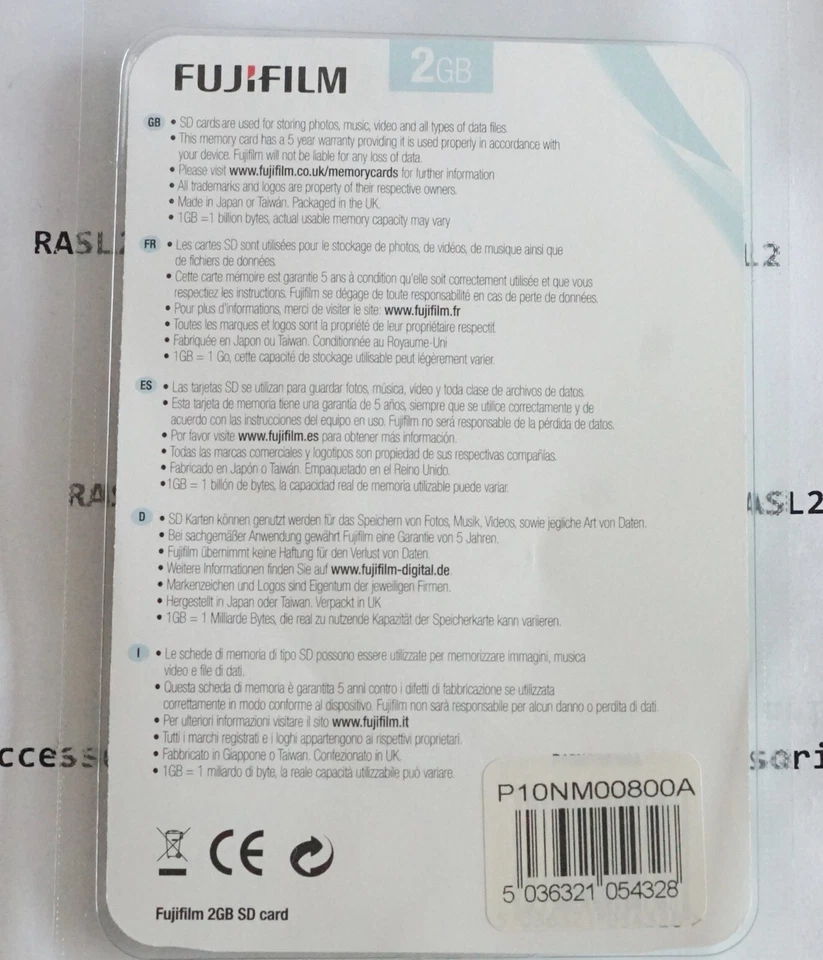 FUJIFILM
2GB
GB • SD cards are used for storing photos, music, video and all types of data files.
• This memory card has a 5 year warranty providing it is used properly in accordance with
your device. Fujifilm will not be liable for any loss of data.
• Please visit www.fujifilm.co.uk/memorycards for further information
• All trademarks and logos are property of their respective owners.
• Made in Japan or Taiwan. Packaged in the UK.
• 1GB =1 billion bytes, actual usable memory capacity may vary
RASL2
L2
FR • Les cartes SD sont utilisées pour le stockage de photos, de vidéos, de musique ainsi que
de fichiers de données.
• Cette carte mémoire est garantie 5 ans à condition qu'elle soit correctement utilisée et que vous
respectiez les instructions. Fujifilm se dégage de toute responsabilité en cas de perte de données.
• Pour plus d'informations, merci de visiter le site: www.fujifilm.fr
• Toutes les marques et logos sont la propriété de leur propriétaire respectif.
• Fabriquée en Japon ou Taiwan. Conditionnée au Royaume-Uni
• 1GB = 1 Go, cette capacité de stockage utilisable peut légèrement varier.
ES • Las tarjetas SD se utilizan para guardar fotos, música, video y toda clase de archivos de datos.
• Esta tarjeta de memoria tiene una garantía de 5 años, siempre que se utilice correctamente y de
acuerdo con las instrucciones del equipo en uso. Fujifilm no será responsable de la pérdida de datos.
• Por favor visite www.fujifilm.es para obtener más información.
• Todas las marcas comerciales y logotipos son propiedad de sus respectivas compañías.
• Fabricado en Japón o Taiwán. Empaquetado en el Reino Unido.
•1GB = 1 billón de bytes, la capacidad real de memoria utilizable puede variar.
RAS
ASL2
D • SD Karten können genutzt werden für das Speichern von Fotos, Musik, Videos, sowie jegliche Art von Daten.
• Bei sachgemäßer Anwendung gewährt Fujifilm eine Garantie von 5 Jahren.
• Fujifilm übernimmt keine Haftung für den Verlust von Daten.
• Weitere Informationen finden Sie auf www.fujifilm-digital.de
• Markenzeichen und Logos sind Eigentum der jeweiligen Firmen.
• Hergestellt in Japan oder Taiwan. Verpackt in UK
• 1GB = 1 Milliarde Bytes, die real zu nutzende Kapazität der Speicherkarte kann variieren.
I • Le schede di memoria di tipo SD possono essere utilizzate per memorizzare immagini, musica
video e file di dati.
• Questa scheda di memoria è garantita 5 anni contro i difetti di fabbricazione se utilizzata
correttamente in modo conforme al dispositivo. Fujifilm non sarà responsabile per alcun danno o perdita di dati.
• Per ulteriori informazioni visitare il sito www.fujifilm.it
• Tutti i marchi registrati e i loghi appartengono ai rispettivi proprietari.
• Fabbricato in Giappone o Taiwan. Confezionato in UK.
• 1GB = 1 miliardo di byte, la reale capacità utilizzabile può variare.
ccess
sori
P10NM00800A
5 036321 054328
CE
Fujifilm 2GB SD card